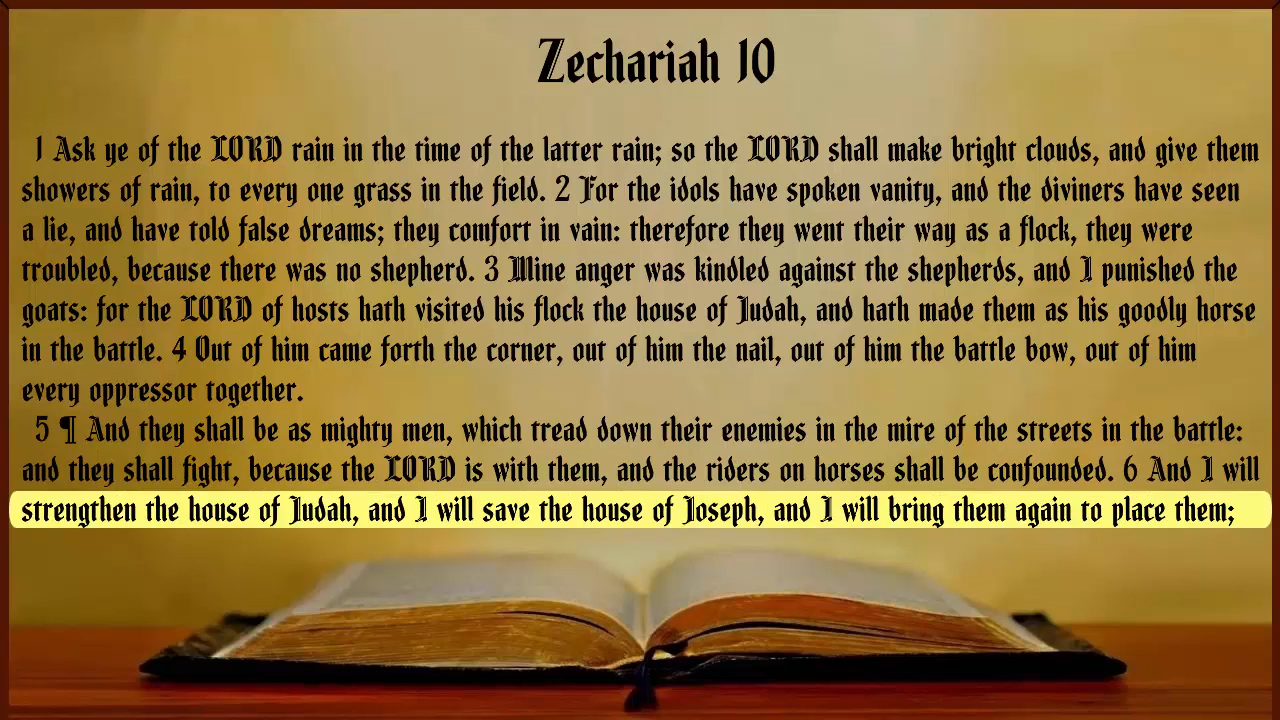 Zechariah 10
1 Ask ye of the LORD rain in the time of the latter rain; so the LORD shall make bright clouds, and give them
showers of rain, to every one grass in the field. 2 For the idols have spoken vanity, and the diviners have seen
a lie, and have told false dreams; they comfort in vain: therefore they went their way as a flock, they were
troubled, because there was no shepherd. 3 Mine anger was kindled against the shepherds, and I punished the
goats: for the LORD of hosts hath visited his flock the house of Judah, and hath made them as his goodly horse
in the battle. 4 Out of him came forth the corner, out of him the nail, out of him the battle bow, out of him
every oppressor together.
5 ¶ And they shall be as mighty men, which tread down their enemies in the mire of the streets in the battle:
and they shall fight, because the LORD is with them, and the riders on horses shall be confounded. 6 And I will
strengthen the house of Judah, and I will save the house of Joseph, and I will bring them again to place them;